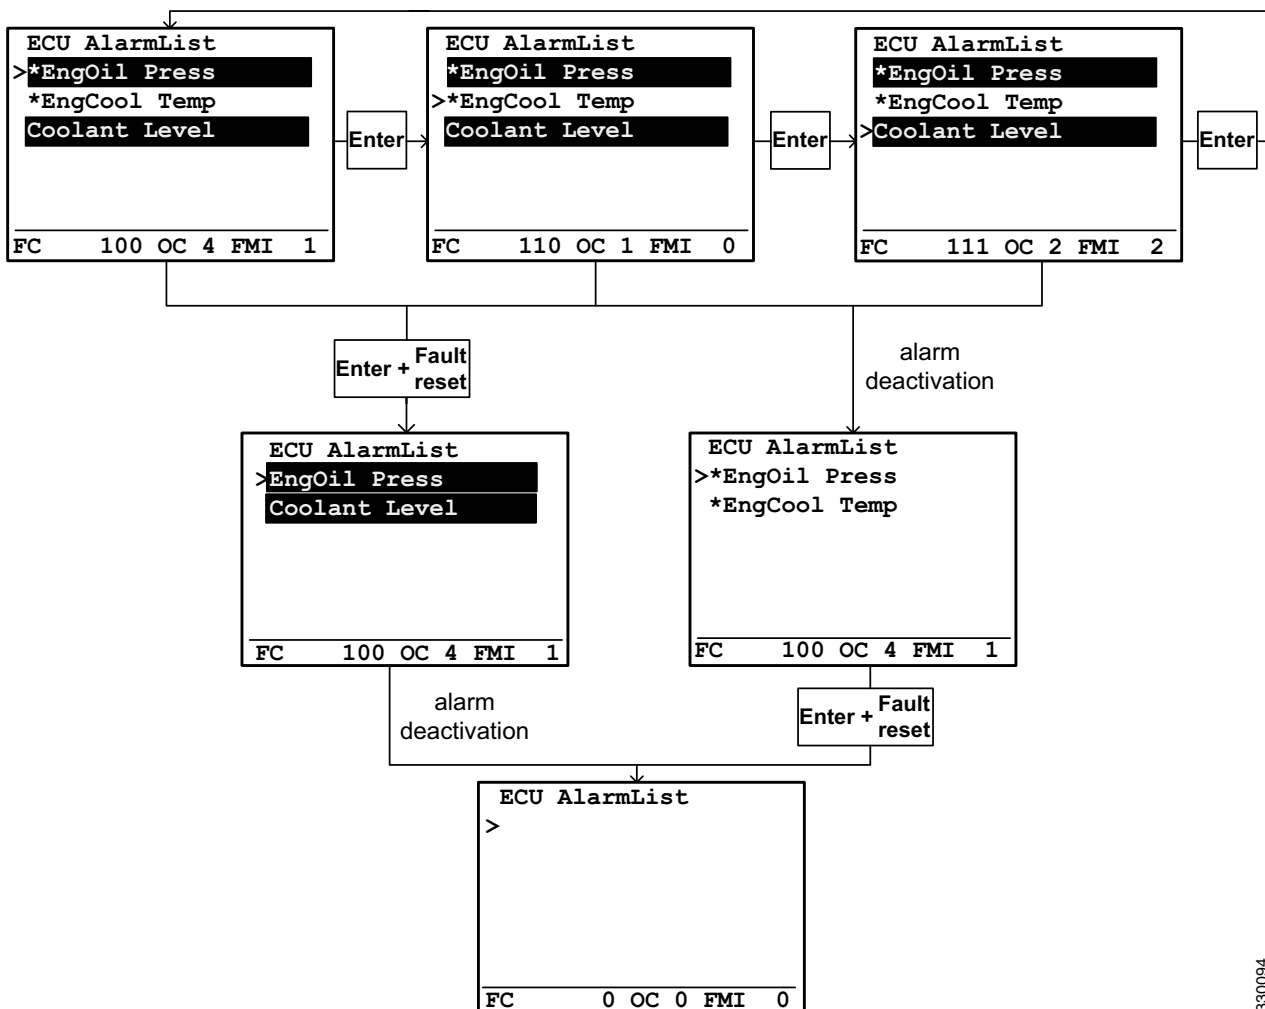 ECU AlarmList
>*EngOil Press
*EngCool Temp
Coolant Level
FC 100 OC 4 FMI 1
Enter
ECU AlarmList
*EngOil Press
>*EngCool Temp
Coolant Level
FC 110 OC 1 FMI 0
Enter
ECU AlarmList
*EngOil Press
*EngCool Temp
>Coolant Level
FC 111 OC 2 FMI 2
Enter
Enter + Fault
reset
alarm
deactivation
ECU AlarmList
>EngOil Press
Coolant Level
FC 100 OC 4 FMI 1
ECU AlarmList
>*EngOil Press
*EngCool Temp
FC 100 OC 4 FMI 1
alarm
deactivation
Enter + Fault
reset
ECU AlarmList
>
FC 0 OC 0 FMI 0
330094